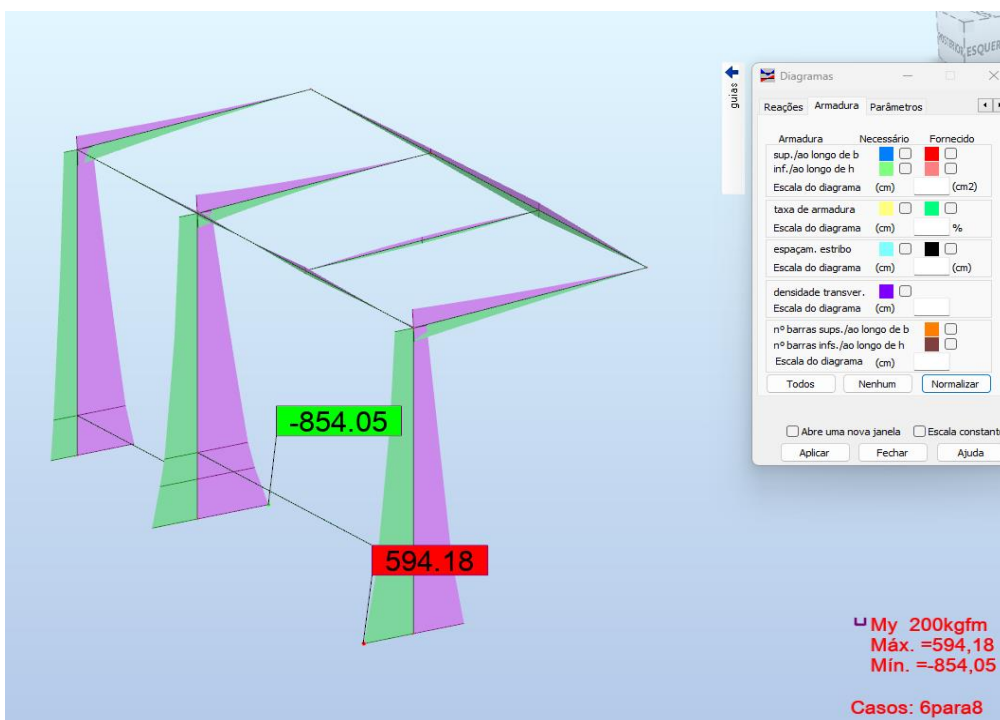 ESQUER
guias
Diagramas
Reações Armadura Parâmetros
Armadura Necessário Fornecido
sup./ao longo de b
inf./ao longo de h
Escala do diagrama (cm) (cm2)
taxa de armadura
Escala do diagrama (cm) %
espaçam. estribo
Escala do diagrama (cm) (cm)
densidade transver.
Escala do diagrama (cm)
nº barras sups./ao longo de b
nº barras infs./ao longo de h
Escala do diagrama (cm)
Todos Nenhum Normalizar
Abre uma nova janela Escala constant
Aplicar Fechar Ajuda
-854.05
594.18
My 200kgfm
Máx. =594,18
Mín. =-854,05
Casos: 6para8